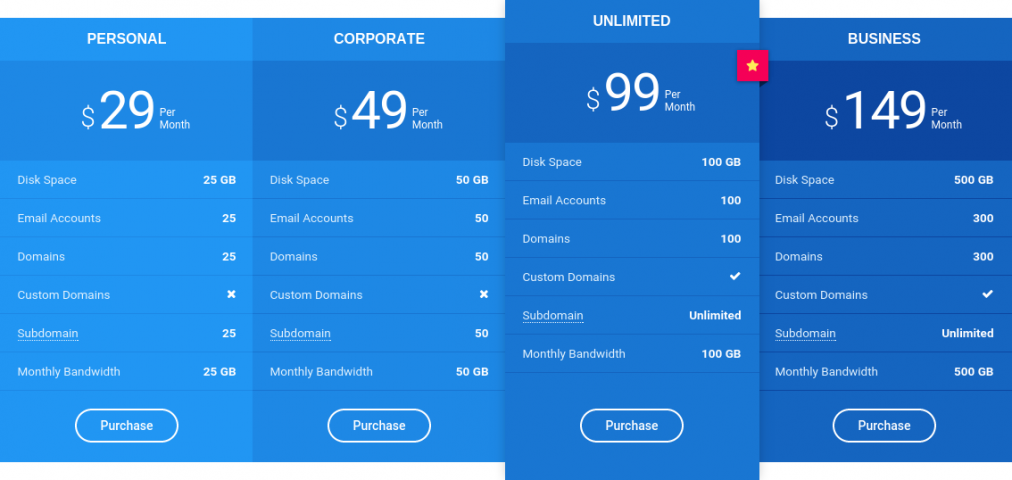 PERSONAL
$29 Per
Month
Disk Space 25 GB
Email Accounts 25
Domains 25
Custom Domains
Subdomain 25
Monthly Bandwidth 25 GB
Purchase
CORPORATE
$49 Per
Month
Disk Space 50 GB
Email Accounts 50
Domains 50
Custom Domains
Subdomain 50
Monthly Bandwidth 50 GB
Purchase
UNLIMITED
$99 Per
Month
Disk Space 100 GB
Email Accounts 100
Domains 100
Custom Domains
Subdomain Unlimited
Monthly Bandwidth 100 GB
Purchase
BUSINESS
$149 Per
Month
Disk Space 500 GB
Email Accounts 300
Domains 300
Custom Domains
Subdomain Unlimited
Monthly Bandwidth 500 GB
Purchase